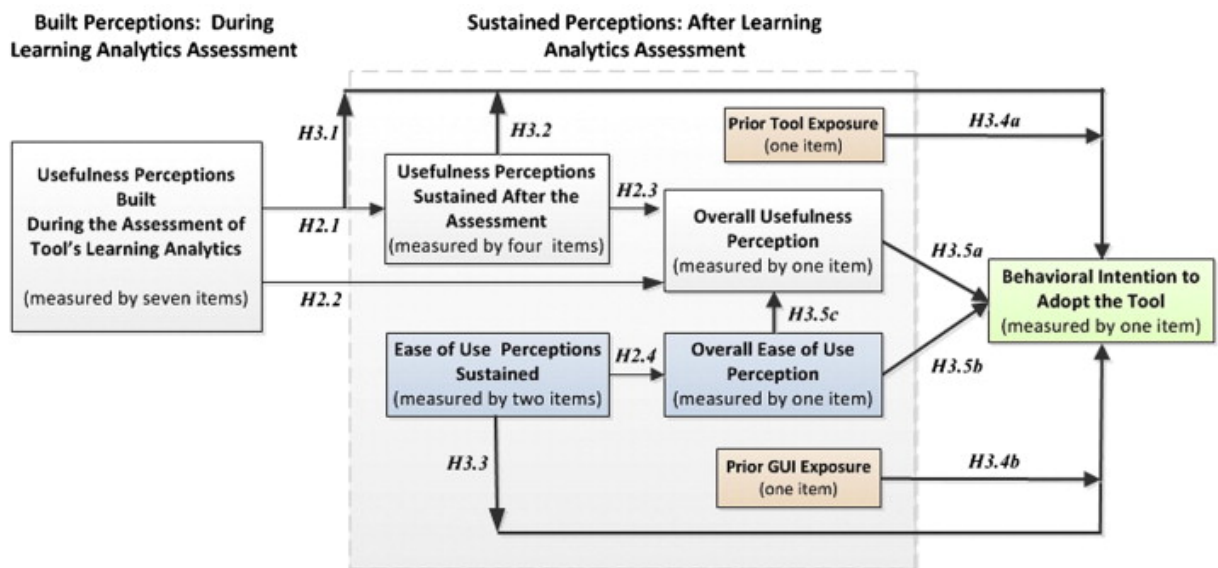 Built Perceptions: During
Learning Analytics Assessment
Sustained Perceptions: After Learning
Analytics Assessment
H3.1
H3.2
Prior Tool Exposure
(one item)
H3.4a
Usefulness Perceptions
Built
During the Assessment of
Tool's Learning Analytics
(measured by seven items)
H2.1
Usefulness Perceptions
Sustained After the
Assessment
(measured by four items)
H2.3
Overall Usefulness
Perception
(measured by one item)
H3.5a
H2.2
H3.5c
Behavioral Intention to
Adopt the Tool
(measured by one item)
Ease of Use Perceptions
Sustained
(measured by two items)
H2.4
Overall Ease of Use
Perception
(measured by one item)
H3.5b
H3.3
Prior GUI Exposure
(one item)
H3.4b